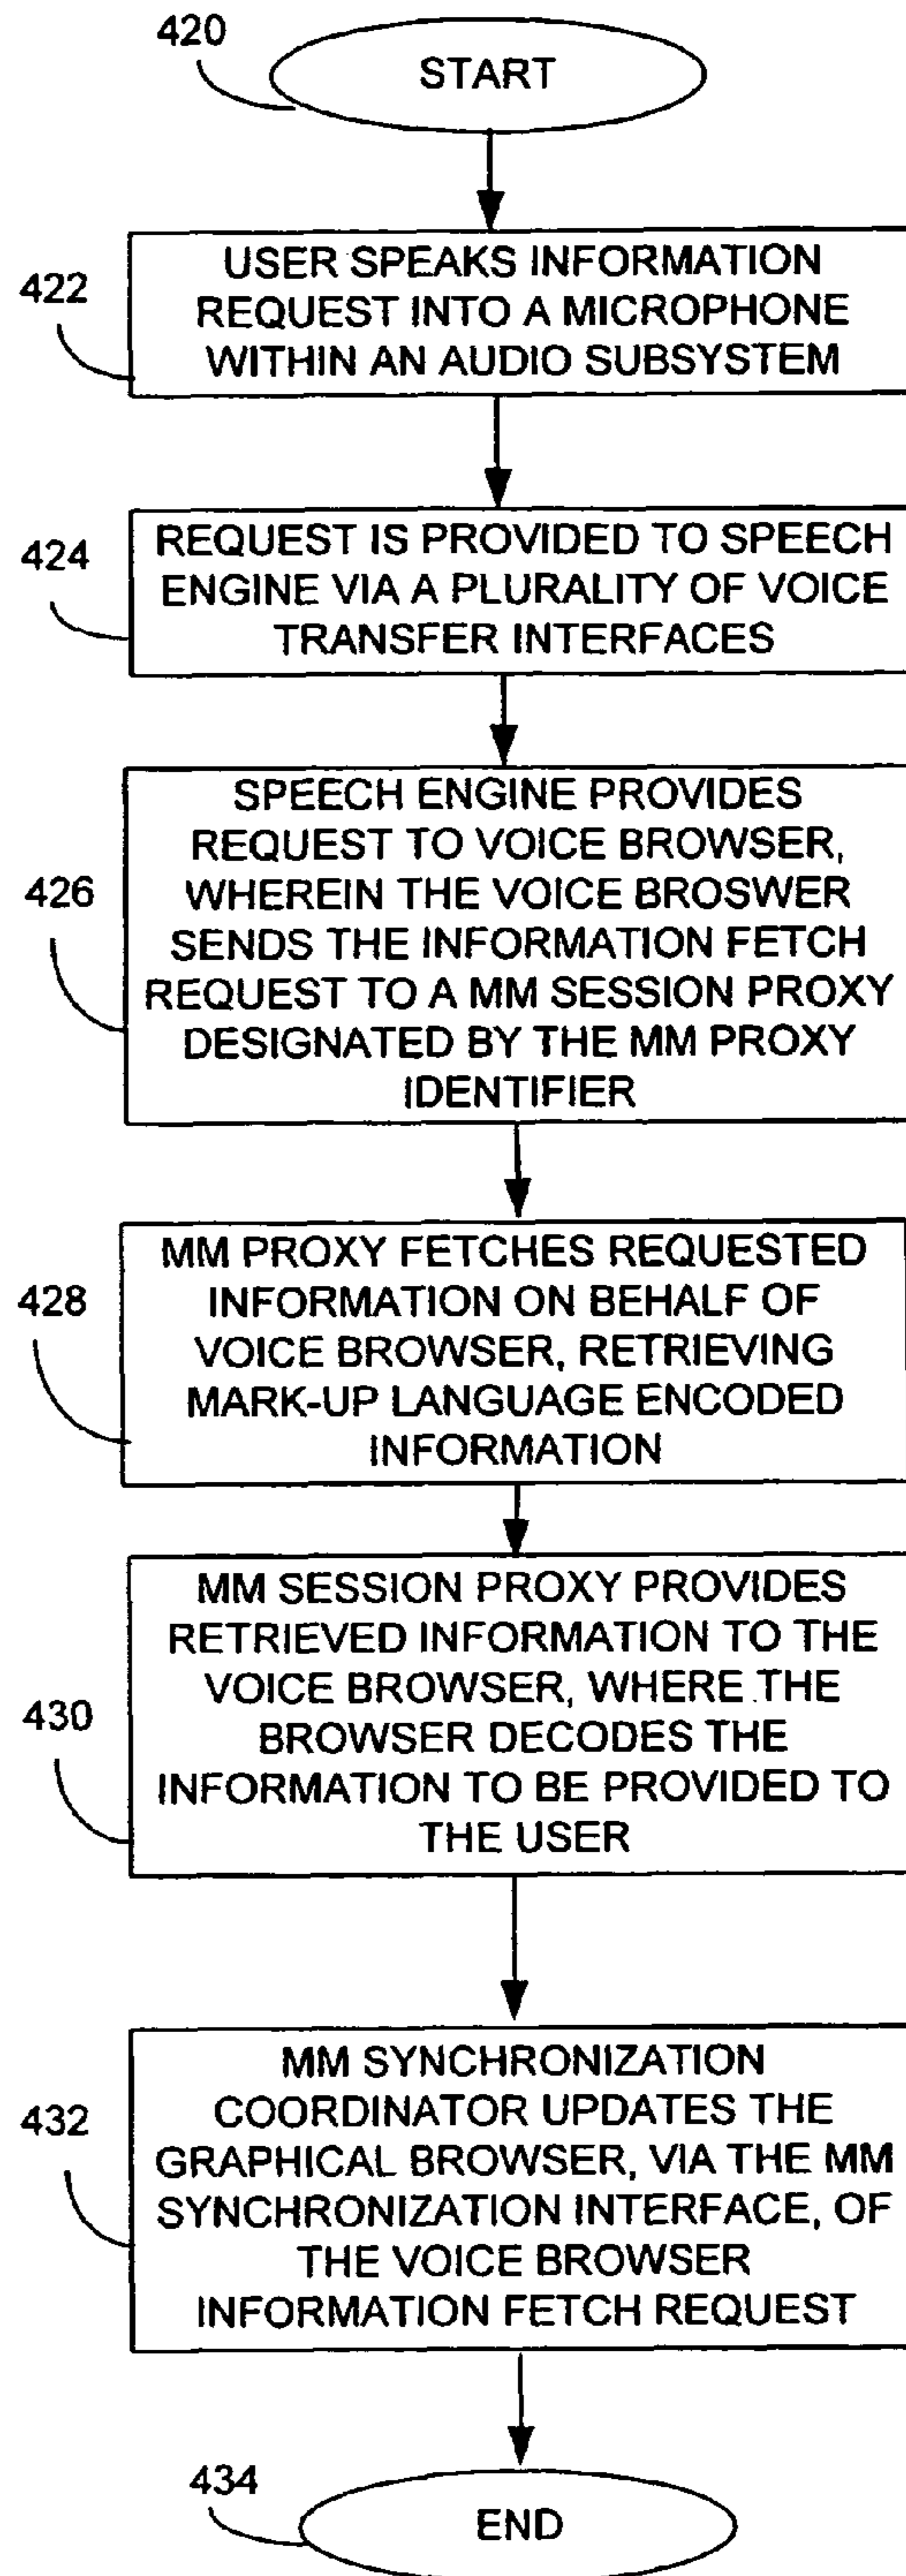 420
START
422
USER SPEAKS INFORMATION
REQUEST INTO A MICROPHONE
WITHIN AN AUDIO SUBSYSTEM
424
REQUEST IS PROVIDED TO SPEECH
ENGINE VIA A PLURALITY OF VOICE
TRANSFER INTERFACES
426
SPEECH ENGINE PROVIDES
REQUEST TO VOICE BROWSER,
WHEREIN THE VOICE BROSWER
SENDS THE INFORMATION FETCH
REQUEST TO A MM SESSION PROXY
DESIGNATED BY THE MM PROXY
IDENTIFIER
428
MM PROXY FETCHES REQUESTED
INFORMATION ON BEHALF OF
VOICE BROWSER, RETRIEVING
MARK-UP LANGUAGE ENCODED
INFORMATION
430
MM SESSION PROXY PROVIDES
RETRIEVED INFORMATION TO THE
VOICE BROWSER, WHERE THE
BROWSER DECODES THE
INFORMATION TO BE PROVIDED TO
THE USER
432
MM SYNCHRONIZATION
COORDINATOR UPDATES THE
GRAPHICAL BROWSER, VIA THE MM
SYNCHRONIZATION INTERFACE, OF
THE VOICE BROWSER
INFORMATION FETCH REQUEST
434
END